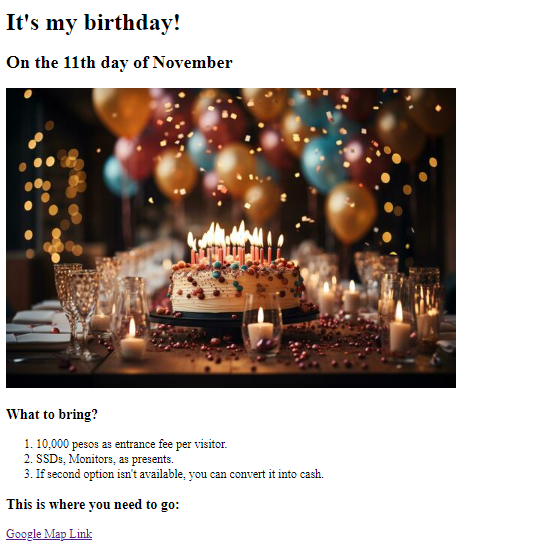 It's my birthday!
On the 11th day of November
What to bring?
1. 10,000 pesos as entrance fee per visitor.
2. SSDs, Monitors, as presents.
3. If second option isn't available, you can convert it into cash.
This is where you need to go:
Google Map Link